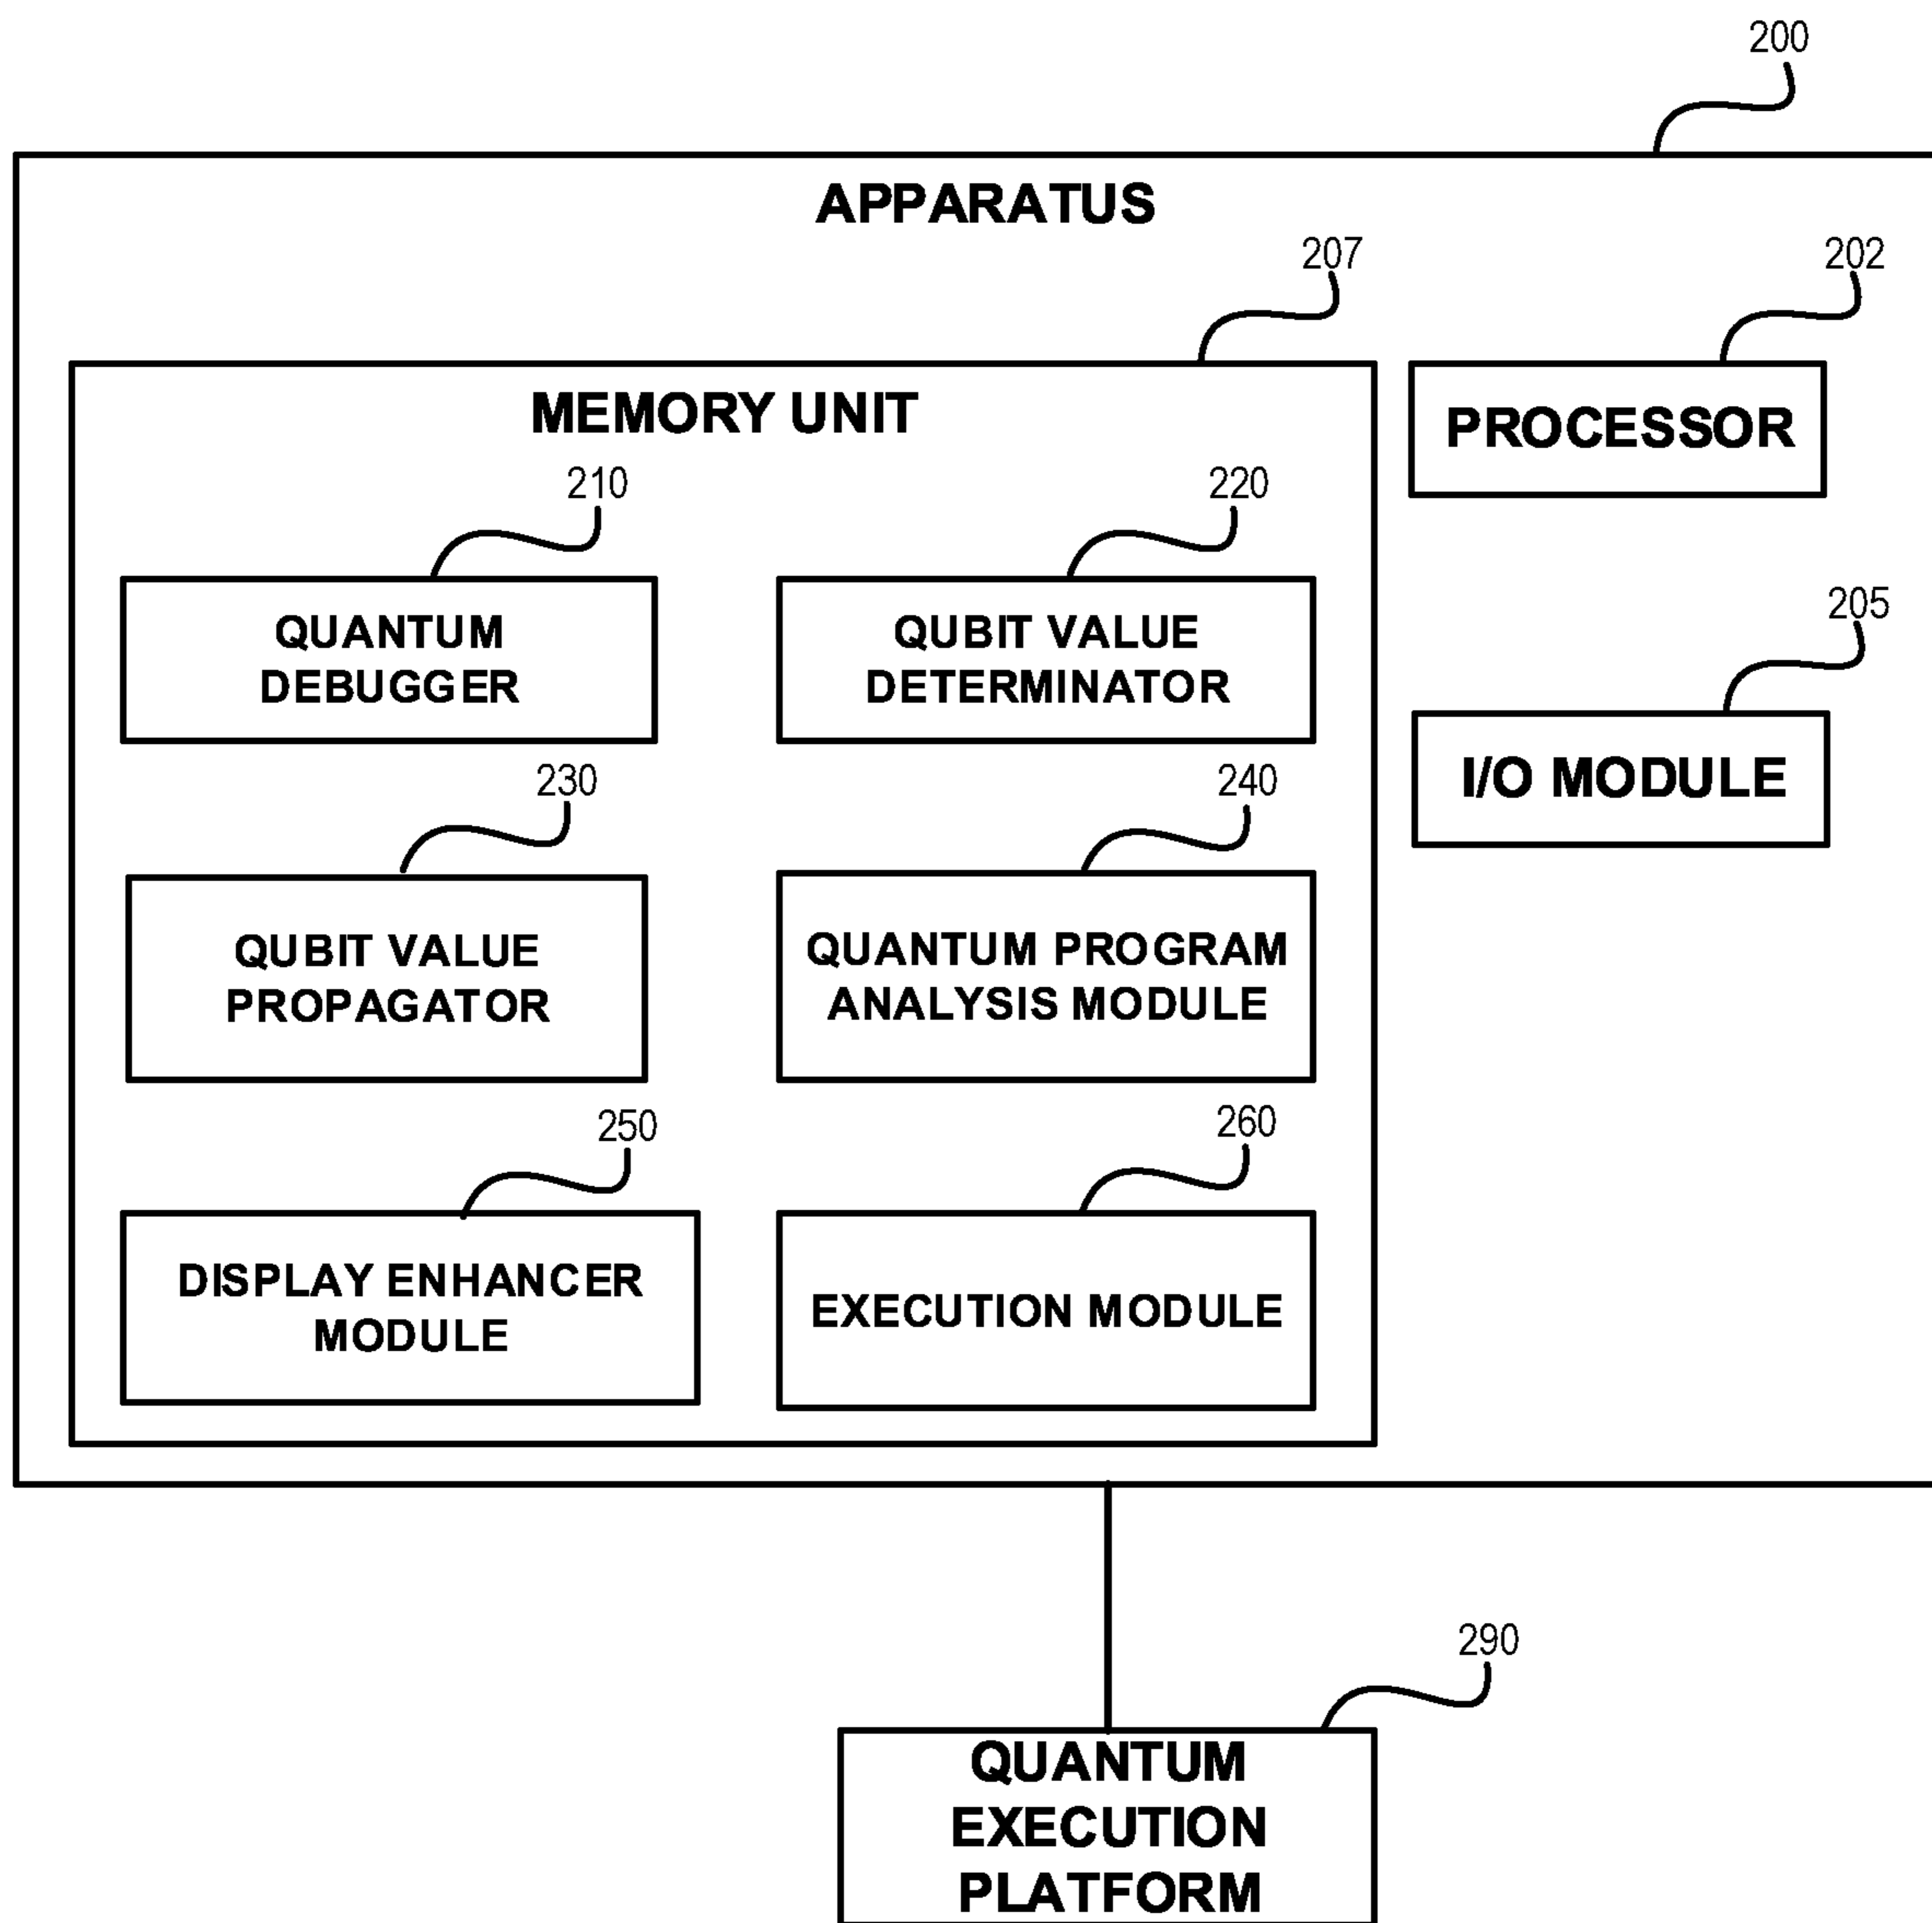 200
APPARATUS
207
202
MEMORY UNIT
PROCESSOR
210
220
QUANTUM
DEBUGGER
QUBIT VALUE
DETERMINATOR
205
I/O MODULE
230
240
QUBIT VALUE
PROPAGATOR
QUANTUM PROGRAM
ANALYSIS MODULE
250
260
DISPLAY ENHANCER
MODULE
EXECUTION MODULE
290
QUANTUM
EXECUTION
PLATFORM